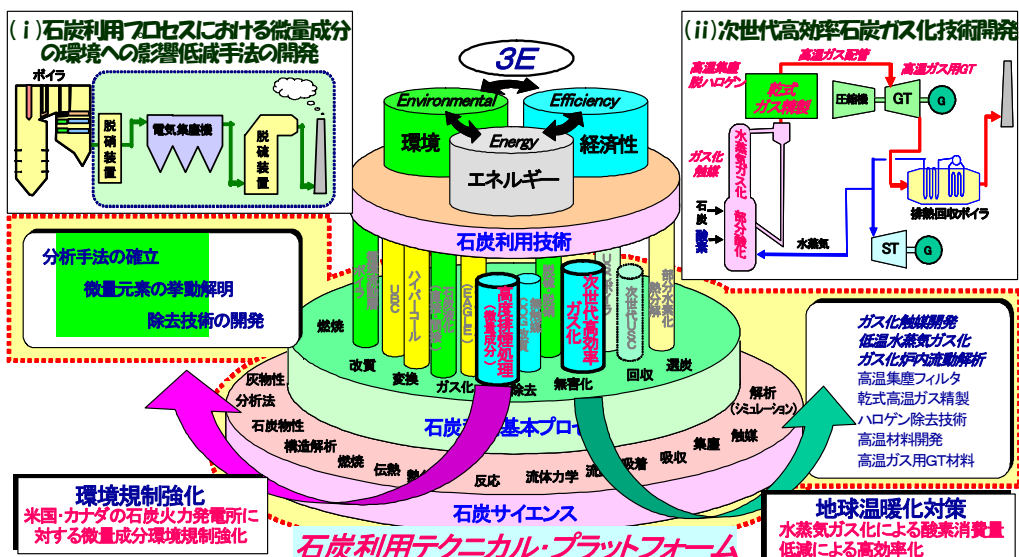 (ⅰ)石炭利用プロセスにおける微量成分
の環境への影響低減手法の開発
ボイラ
脱硝装置
電気集塵機
脱硫装置
3E
Environmental
Efficiency
環境
Energy
経済性
エネルギー
石炭利用技術
(ii)次世代高効率石炭ガス化技術開発
高温集塵
脱ハロゲン
高温ガス配管
高温ガス用GT
乾式
ガス精製
圧縮機
GT
G
ガス化
触媒
水蒸気ガス化
部分酸化
石炭
酸素
水蒸気
排熱回収ボイラ
ST
G
分析手法の確立
微量元素の挙動解明
除去技術の開発
ボイラ
UBC
ハイパーコール
(EAGLE)
高度排煙処理
(微量成分)
次世代高効率
ガス化
次世代USC
部分水素化
熱分解
燃焼
改質
変換
ガス化
除去
無害化
回収
選炭
基本プロ
灰物性
分析法
石炭物性
構造解析
燃焼
伝熱
反応
流体力学
吸着
吸収
集塵
触媒
解析
(シミュレーション)
石炭サイエンス
ガス化触媒開発
低温水蒸気ガス化
ガス化炉内流動解析
高温集塵フィルタ
乾式高温ガス精製
ハロゲン除去技術
高温材料開発
高温ガス用GT材料
環境規制強化
米国・カナダの石炭火力発電所に
対する微量成分環境規制強化
地球温暖化対策
水蒸気ガス化による酸素消費量
低減による高効率化
石炭利用テクニカル・プラットフォーム